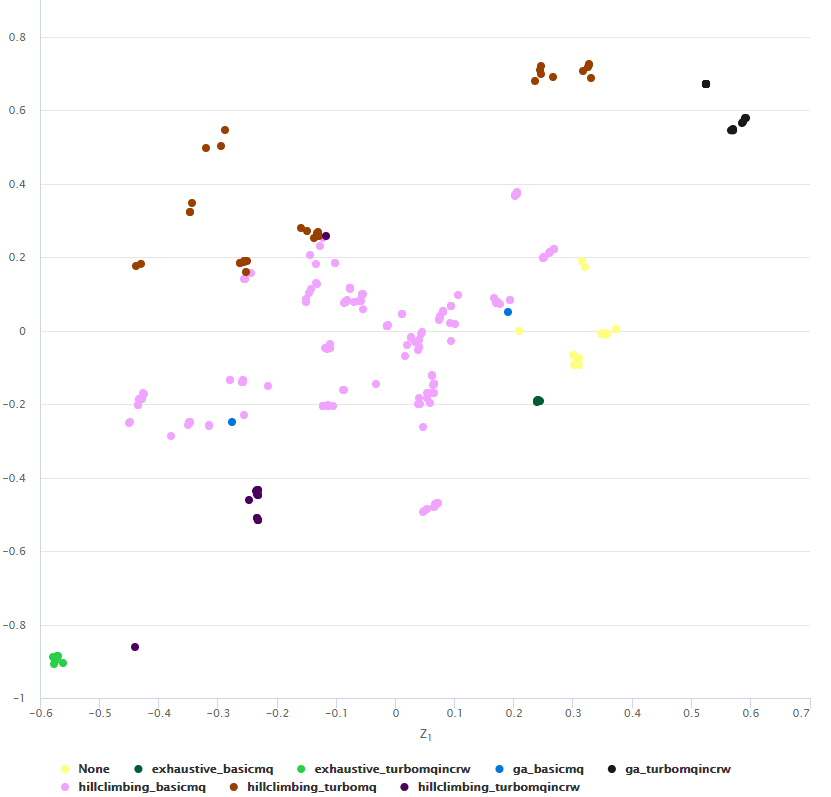 0.8
0.6
0.4
0.2
0
-0.2
-0.4
-0.6
-0.8
-1
-0.6 -0.5 -0.4 -0.3 -0.2 -0.1 0 0.1 0.2 0.3 0.4 0.5 0.6 0.7
Z1
None exhaustive_basicmq exhaustive_turbomqincrw ga_basicmq ga_turbomqincrw
hillclimbing_basicmq hillclimbing_turbomq hillclimbing_turbomqincrw